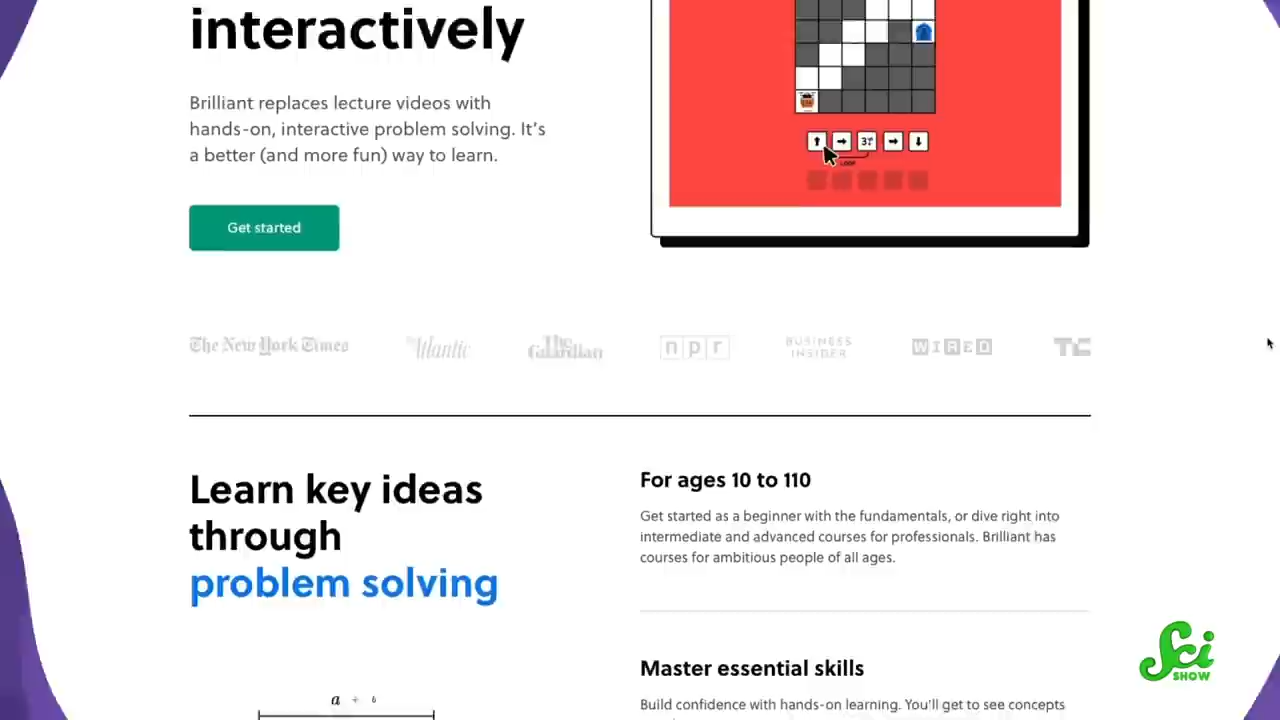 interactively
Brilliant replaces lecture videos with
hands-on, interactive problem solving. It's
a better (and more fun) way to learn.
Get started
LOOP
The New York Times
The Atlantic
The Guardian
npr
BUSINESS
INSIDER
WIRED
TC
Learn key ideas
through
problem solving
For ages 10 to 110
Get started as a beginner with the fundamentals, or dive right into
intermediate and advanced courses for professionals. Brilliant has
courses for ambitious people of all ages.
Master essential skills
Build confidence with hands-on learning. You'll get to see concepts
a + b
Sci
SHOW